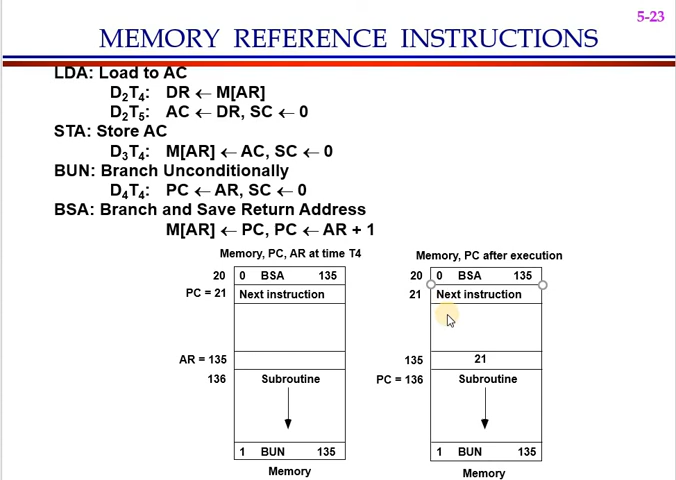 5-23
MEMORY REFERENCE INSTRUCTIONS
LDA: Load to AC
D₂T₄: DR ← M[AR]
D₂T₅: AC ← DR, SC ← 0
STA: Store AC
D₃T₄: M[AR] ← AC, SC ← 0
BUN: Branch Unconditionally
D₄T₄: PC ← AR, SC ← 0
BSA: Branch and Save Return Address
M[AR] ← PC, PC ← AR + 1
Memory, PC, AR at time T4
20 0 BSA 135
PC = 21 Next instruction
AR = 135
136 Subroutine
1 BUN 135
Memory
Memory, PC after execution
20 0 BSA 135
21 Next instruction
135 21
PC = 136 Subroutine
1 BUN 135
Memory